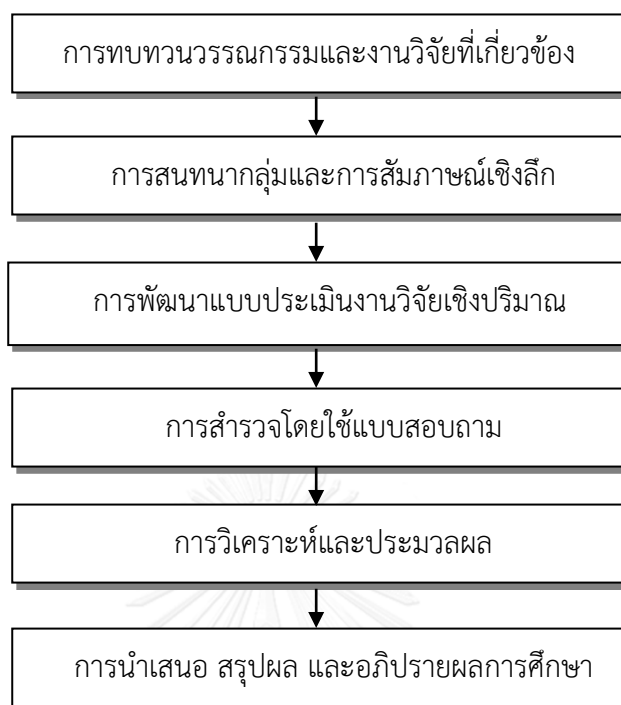 การทบทวนวรรณกรรมและงานวิจัยที่เกี่ยวข้อง
การสนทนากลุ่มและการสัมภาษณ์เชิงลึก
การพัฒนาแบบประเมินงานวิจัยเชิงปริมาณ
การสำรวจโดยใช้แบบสอบถาม
การวิเคราะห์และประมวลผล
การนำเสนอ สรุปผล และอภิปรายผลการศึกษา